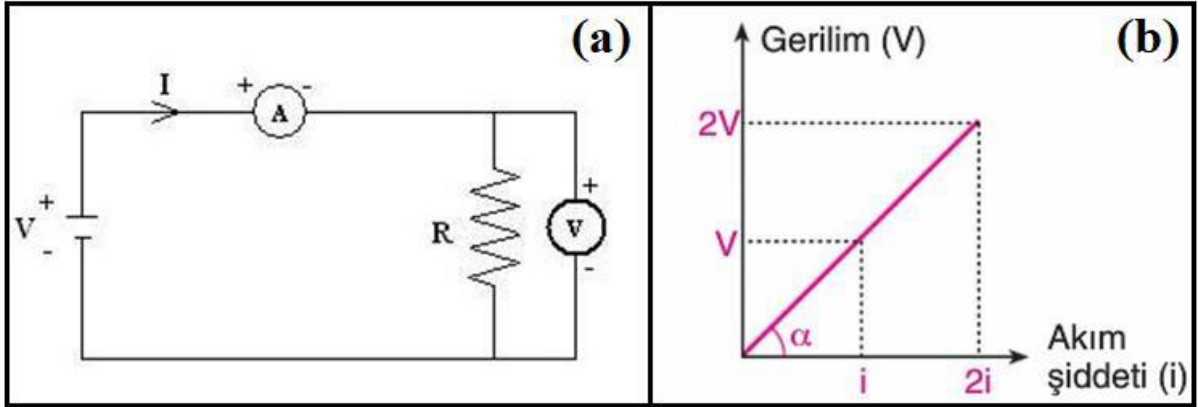 (a)
I
+ -
A
+
V
-
R
+
V
-
(b)
Gerilim (V)
2V
V
α
i
2i
Akım
şiddeti (i)